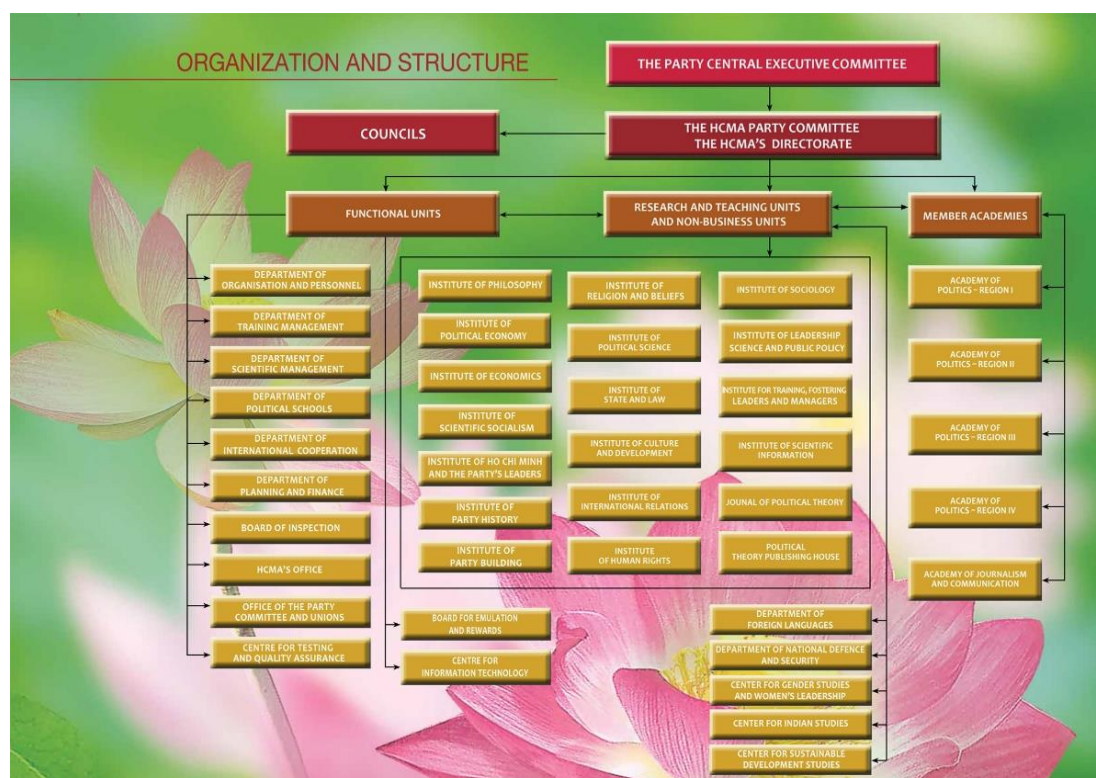 ORGANIZATION AND STRUCTURE
THE PARTY CENTRAL EXECUTIVE COMMITTEE
COUNCILS
THE HCMA PARTY COMMITTEE
THE HCMA'S DIRECTORATE
FUNCTIONAL UNITS
RESEARCH AND TEACHING UNITS
AND NON-BUSINESS UNITS
MEMBER ACADEMIES
DEPARTMENT OF
ORGANISATION AND PERSONNEL
DEPARTMENT OF
TRAINING MANAGEMENT
DEPARTMENT OF
SCIENTIFIC MANAGEMENT
DEPARTMENT OF
POLITICAL SCHOOLS
DEPARTMENT OF
INTERNATIONAL COOPERATION
DEPARTMENT OF
PLANNING AND FINANCE
BOARD OF INSPECTION
HCMA'S OFFICE
OFFICE OF THE PARTY
COMMITTEE AND UNIONS
CENTRE FOR TESTING
AND QUALITY ASSURANCE
INSTITUTE OF PHILOSOPHY
INSTITUTE OF
POLITICAL ECONOMY
INSTITUTE OF ECONOMICS
INSTITUTE OF
SCIENTIFIC SOCIALISM
INSTITUTE OF HO CHI MINH
AND THE PARTY'S LEADERS
INSTITUTE OF
PARTY HISTORY
INSTITUTE OF
PARTY BUILDING
INSTITUTE OF
RELIGION AND BELIEFS
INSTITUTE OF
POLITICAL SCIENCE
INSTITUTE OF
STATE AND LAW
INSTITUTE OF CULTURE
AND DEVELOPMENT
INSTITUTE OF
INTERNATIONAL RELATIONS
INSTITUTE
OF HUMAN RIGHTS
INSTITUTE OF SOCIOLOGY
INSTITUTE OF LEADERSHIP
SCIENCE AND PUBLIC POLICY
INSTITUTE FOR TRAINING, FOSTERING
LEADERS AND MANAGERS
INSTITUTE OF SCIENTIFIC
INFORMATION
JOUNAL OF POLITICAL THEORY
POLITICAL
THEORY PUBLISHING HOUSE
BOARD FOR EMULATION
AND REWARDS
CENTRE FOR
INFORMATION TECHNOLOGY
DEPARTMENT OF
FOREIGN LANGUAGES
DEPARTMENT OF NATIONAL DEFENCE
AND SECURITY
CENTER FOR GENDER STUDIES
AND WOMEN'S LEADERSHIP
CENTER FOR INDIAN STUDIES
CENTER FOR SUSTAINABLE
DEVELOPMENT STUDIES
ACADEMY OF
POLITICS – REGION I
ACADEMY OF
POLITICS – REGION II
ACADEMY OF
POLITICS – REGION III
ACADEMY OF
POLITICS – REGION IV
ACADEMY OF JOURNALISM
AND COMMUNICATION